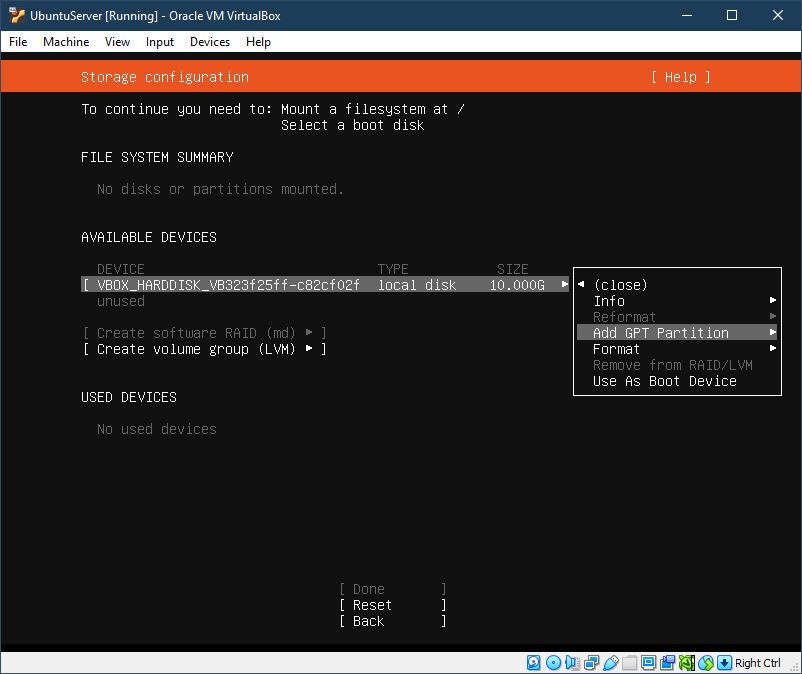 UbuntuServer [Running] - Oracle VM VirtualBox
File Machine View Input Devices Help
Storage configuration [ Help ]
To continue you need to: Mount a filesystem at /
Select a boot disk
FILE SYSTEM SUMMARY
No disks or partitions mounted.
AVAILABLE DEVICES
DEVICE TYPE SIZE
[ VBOX_HARDDISK_VB323f25ff-c82cf02f local disk 10.000G ▸
unused
[ Create software RAID (md) ▸ ]
[ Create volume group (LVM) ▸ ]
◂ (close)
Info ▸
Reformat ▸
Add GPT Partition ▸
Format ▸
Remove from RAID/LVM
Use As Boot Device
USED DEVICES
No used devices
[ Done ]
[ Reset ]
[ Back ]
Right Ctrl